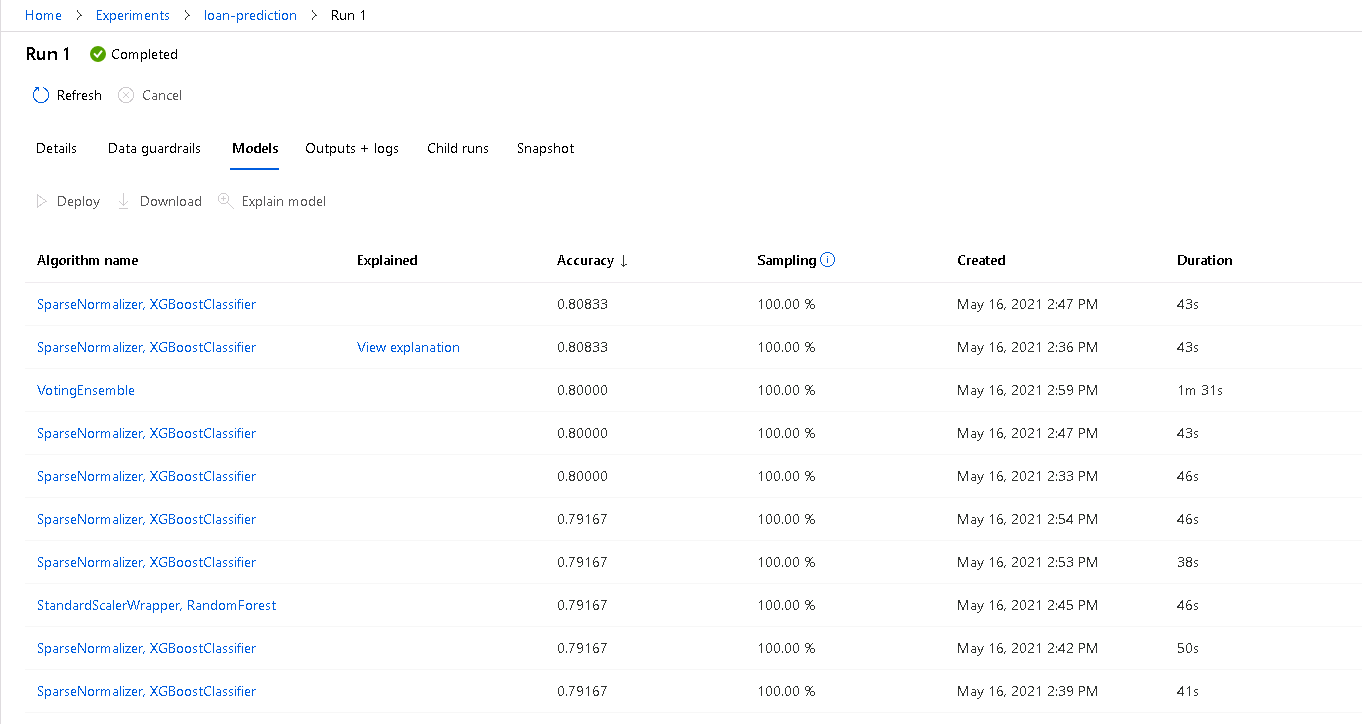 Home > Experiments > loan-prediction > Run 1
Run 1 Completed
Refresh Cancel
Details Data guardrails Models Outputs + logs Child runs Snapshot
Deploy Download Explain model
Algorithm name Explained Accuracy ↓ Sampling Created Duration
SparseNormalizer, XGBoostClassifier 0.80833 100.00 % May 16, 2021 2:47 PM 43s
SparseNormalizer, XGBoostClassifier View explanation 0.80833 100.00 % May 16, 2021 2:36 PM 43s
VotingEnsemble 0.80000 100.00 % May 16, 2021 2:59 PM 1m 31s
SparseNormalizer, XGBoostClassifier 0.80000 100.00 % May 16, 2021 2:47 PM 43s
SparseNormalizer, XGBoostClassifier 0.80000 100.00 % May 16, 2021 2:33 PM 46s
SparseNormalizer, XGBoostClassifier 0.79167 100.00 % May 16, 2021 2:54 PM 46s
SparseNormalizer, XGBoostClassifier 0.79167 100.00 % May 16, 2021 2:53 PM 38s
StandardScalerWrapper, RandomForest 0.79167 100.00 % May 16, 2021 2:45 PM 46s
SparseNormalizer, XGBoostClassifier 0.79167 100.00 % May 16, 2021 2:42 PM 50s
SparseNormalizer, XGBoostClassifier 0.79167 100.00 % May 16, 2021 2:39 PM 41s